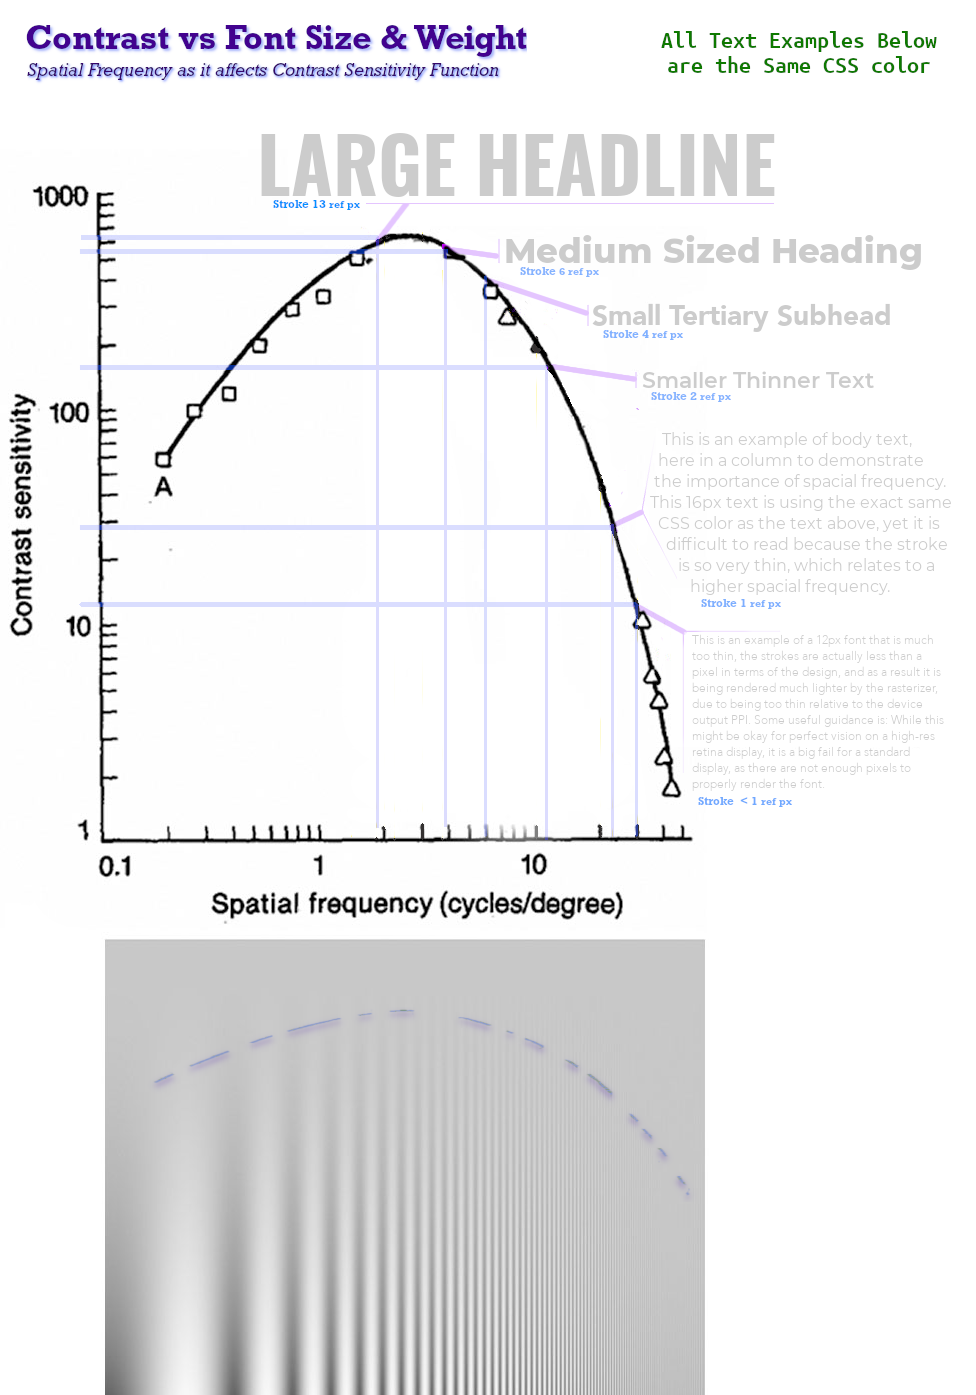 Contrast vs Font Size & Weight
Spatial Frequency as it affects Contrast Sensitivity Function
All Text Examples Below
are the Same CSS color
LARGE HEADLINE
Stroke 13 ref px
Medium Sized Heading
Stroke 6 ref px
Small Tertiary Subhead
Stroke 4 ref px
Smaller Thinner Text
Stroke 2 ref px
This is an example of body text,
here in a column to demonstrate
the importance of spacial frequency.
This 16px text is using the exact same
CSS color as the text above, yet it is
difficult to read because the stroke
is so very thin, which relates to a
higher spacial frequency.
Stroke 1 ref px
This is an example of a 12px font that is much
too thin, the strokes are actually less than a
pixel in terms of the design, and as a result it is
being rendered much lighter by the rasterizer,
due to being too thin relative to the device
output PPI. Some useful guidance is: While this
might be okay for perfect vision on a high-res
retina display, it is a big fail for a standard
display, as there are not enough pixels to
properly render the font.
Stroke < 1 ref px
Contrast sensitivity
1000
100
10
1
A
0.1
1
10
Spatial frequency (cycles/degree)